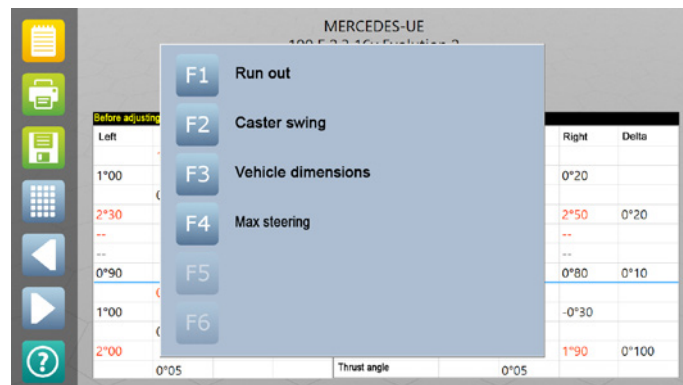 MERCEDES-UE
F1 Run out
F2 Caster swing
F3 Vehicle dimensions
F4 Max steering
F5
F6
Before adjusting
Left Right Delta
1°00 0°20
2°30 2°50 0°20
-- --
-- --
0°90 0°80 0°10
1°00 -0°30
2°00 1°90 0°100
0°05 Thrust angle 0°05
?